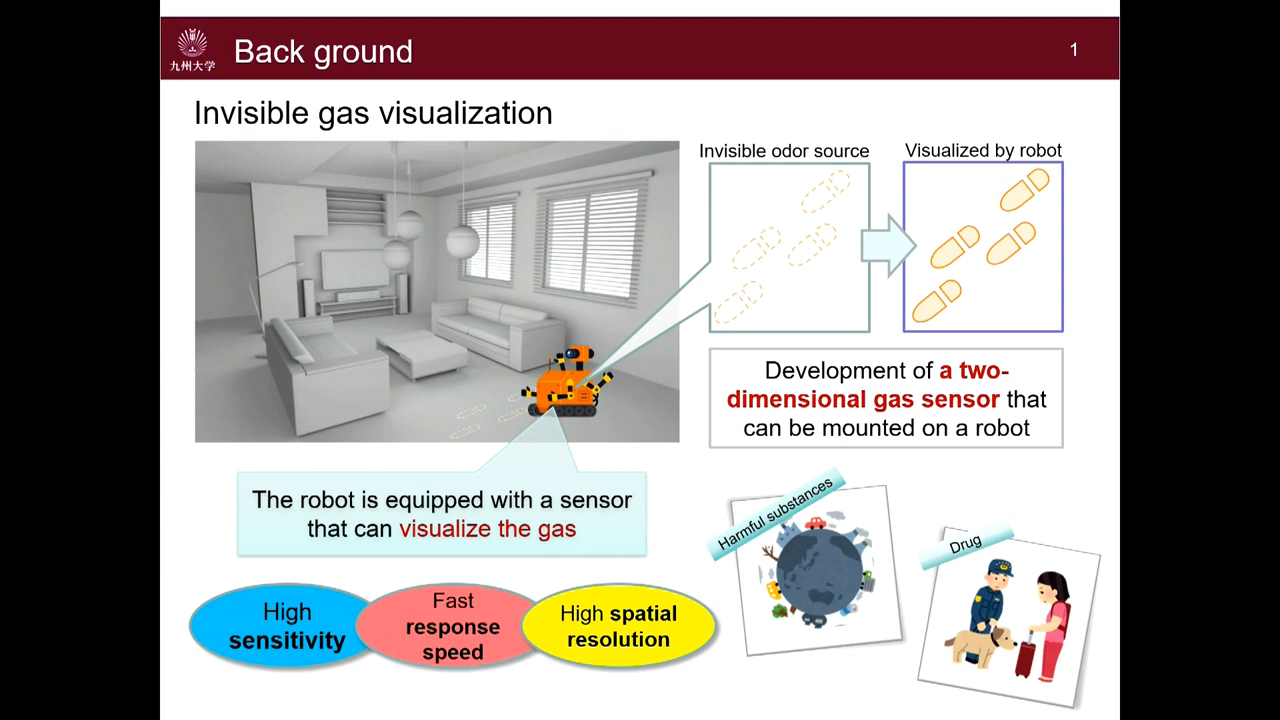 九州大学
Back ground
1
Invisible gas visualization
Invisible odor source
Visualized by robot
Development of a two-
dimensional gas sensor that
can be mounted on a robot
The robot is equipped with a sensor
that can visualize the gas
Harmful substances
Drug
High
sensitivity
Fast
response
speed
High spatial
resolution